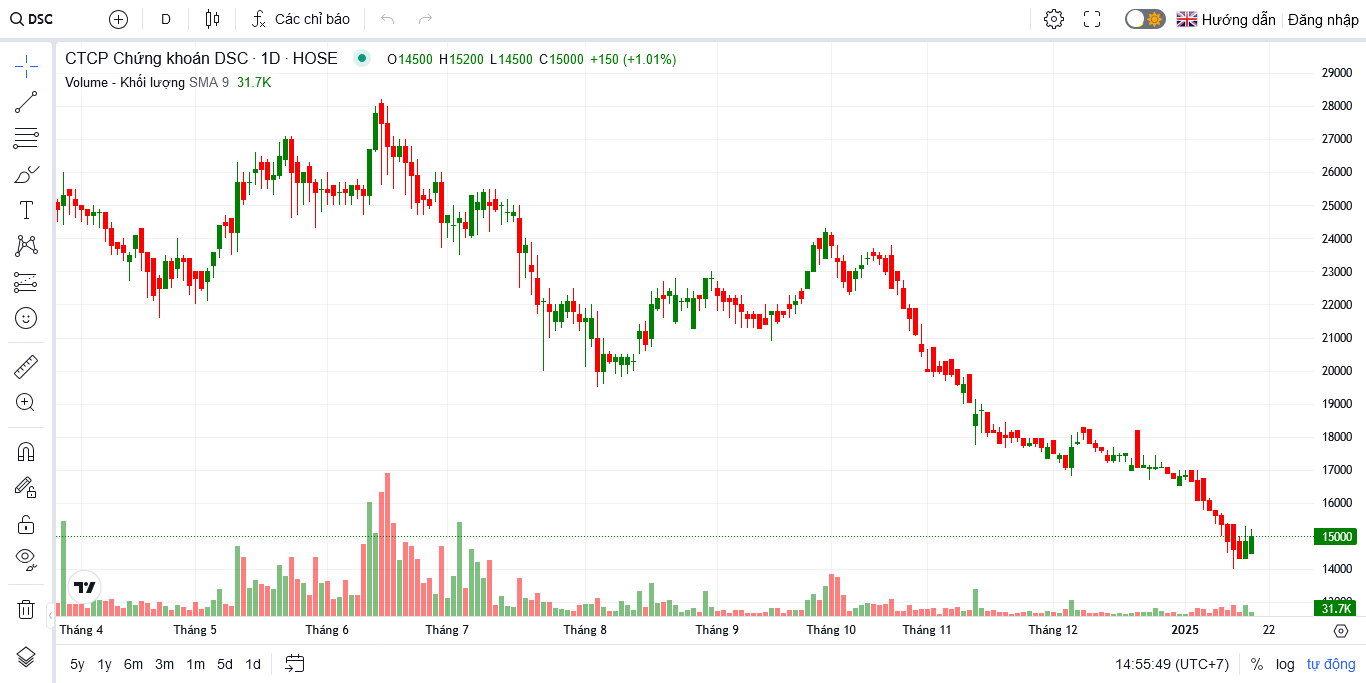 DSC D Các chỉ báo Hướng dẫn Đăng nhập
CTCP Chứng khoán DSC · 1D · HOSE O14500 H15200 L14500 C15000 +150 (+1.01%)
Volume - Khối lượng SMA 9 31.7K
29000
28000
27000
26000
25000
24000
23000
22000
21000
20000
19000
18000
17000
16000
15000
14000
31.7K
Tháng 4 Tháng 5 Tháng 6 Tháng 7 Tháng 8 Tháng 9 Tháng 10 Tháng 11 Tháng 12 2025 22
5y 1y 6m 3m 1m 5d 1d 14:55:49 (UTC+7) % log tự động